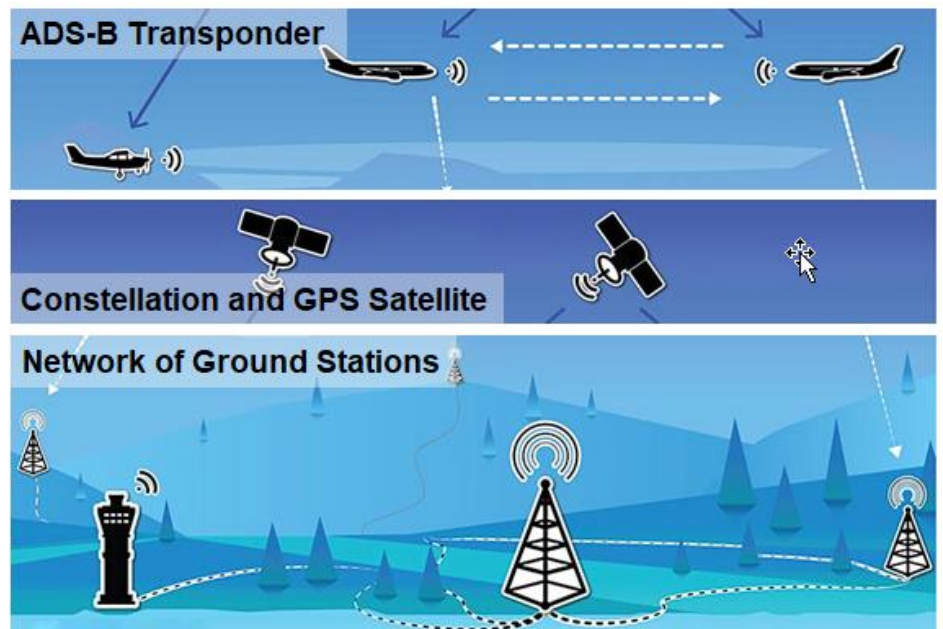 ADS-B Transponder
Constellation and GPS Satellite
Network of Ground Stations